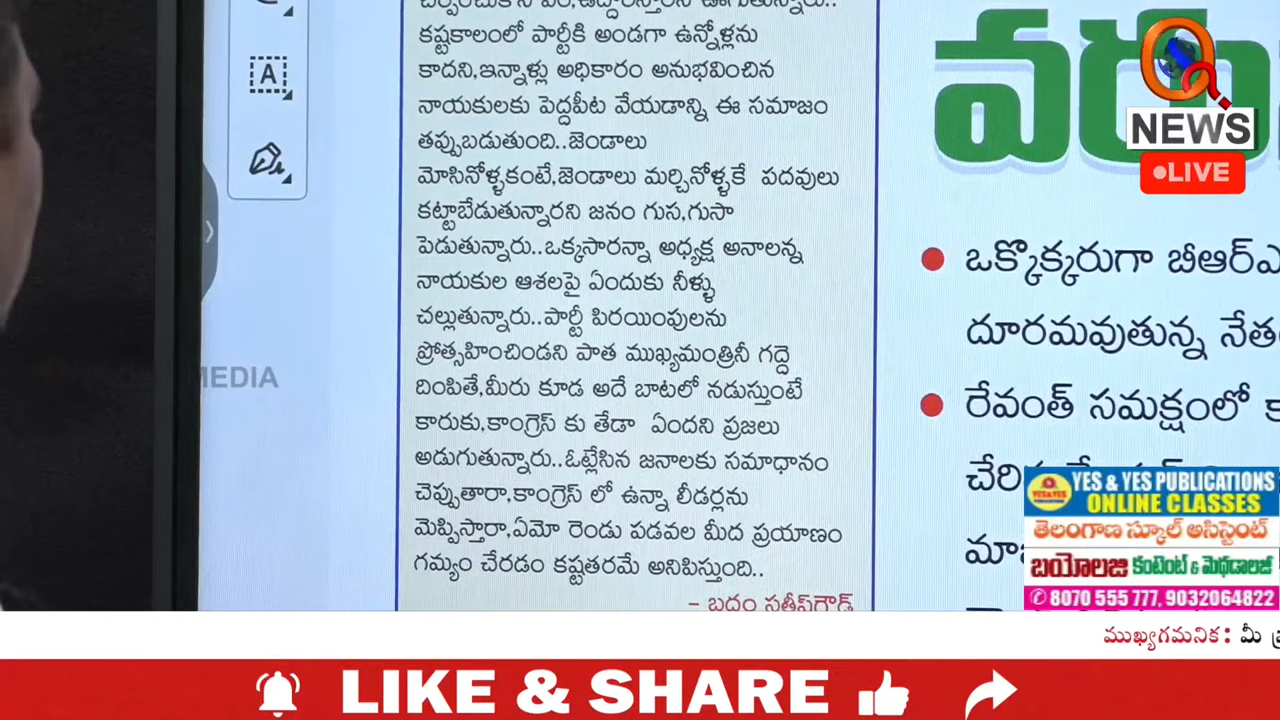 కష్టకాలంలో పార్టీకి అండగా ఉన్నోళ్లను
కాదని,ఇన్నాళ్లు అధికారం అనుభవించిన
నాయకులకు పెద్దపీట వేయడాన్ని ఈ సమాజం
తప్పుబడుతుంది..జెండాలు
మోసినోళ్ళకంటే,జెండాలు మర్చినోళ్ళకే పదవులు
కట్టాబేడుతున్నారని జనం గుస,గుసా
పెడుతున్నారు..ఒక్కసారన్నా అధ్యక్ష అనాలన్న
నాయకుల ఆశలపై ఏందుకు నీళ్ళు
చల్లుతున్నారు..పార్టీ పిరయింపులను
ప్రోత్సహించిండని పాత ముఖ్యమంత్రినీ గద్దె
దింపితే,మీరు కూడ అదే బాటలో నడుస్తుంటే
కారుకు,కాంగ్రెస్ కు తేడా ఏందని ప్రజలు
అడుగుతున్నారు..ఓట్లేసిన జనాలకు సమాధానం
చెప్పుతారా,కాంగ్రెస్ లో ఉన్నా లీడర్లను
మెప్పిస్తారా,ఏమో రెండు పడవల మీద ప్రయాణం
గమ్యం చేరడం కష్టతరమే అనిపిస్తుంది..
– బద్దం సతీష్‌గౌడ్
A
MEDIA
ఒక్కొక్కరుగా
దూరమవుతున్న
రేవంత్ సమక్షంలో
NEWS
LIVE
YES & YES PUBLICATIONS
ONLINE CLASSES
తెలంగాణ స్కూల్ అసిస్టెంట్
బయోలజి కంటెంట్ & మెథడాలజీ
8070 555 777, 9032064822
ముఖ్యగమనిక: మీ
LIKE & SHARE